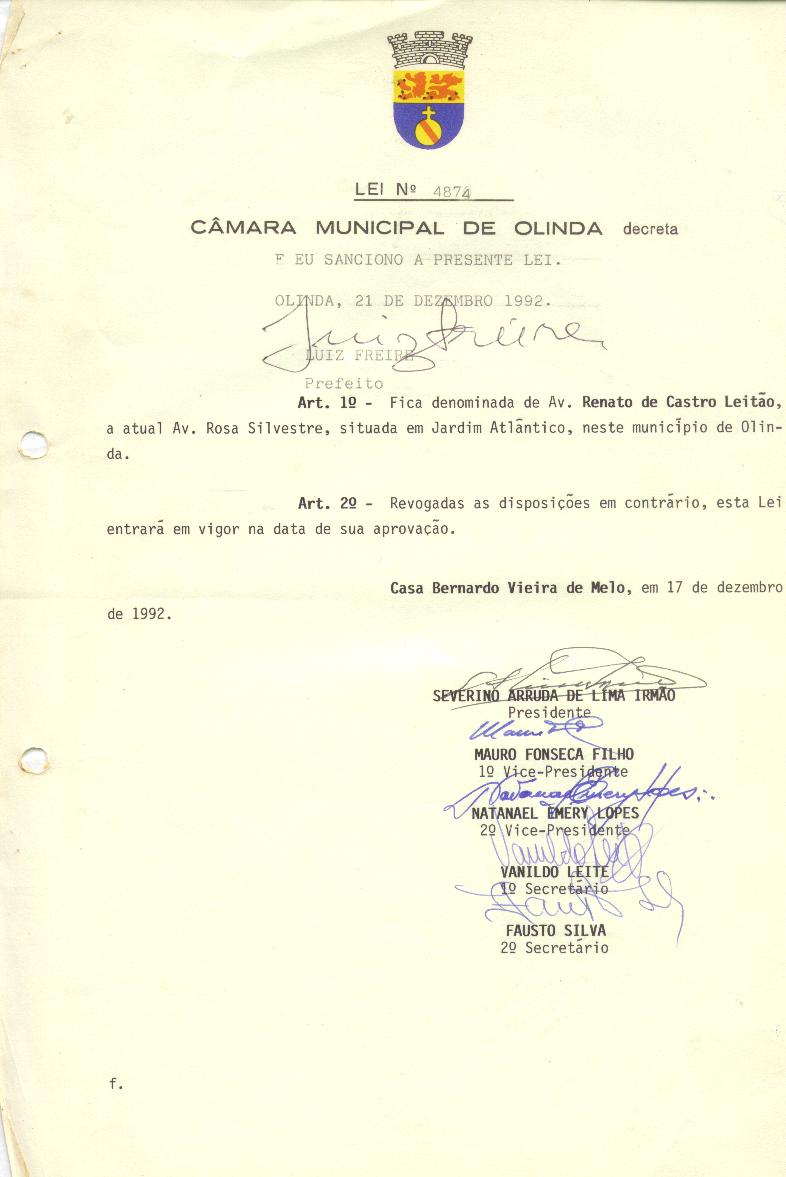 LEI Nº 4874
CÂMARA MUNICIPAL DE OLINDA decreta
E EU SANCIONO A PRESENTE LEI.
OLINDA, 21 DE DEZEMBRO 1992.
Luiz Freire
LUIZ FREIRE
Prefeito
Art. 1º - Fica denominada de Av. Renato de Castro Leitão,
a atual Av. Rosa Silvestre, situada em Jardim Atlântico, neste município de Olin-
da.
Art. 2º - Revogadas as disposições em contrário, esta Lei
entrará em vigor na data de sua aprovação.
Casa Bernardo Vieira de Melo, em 17 de dezembro
de 1992.
SEVERINO ARRUDA DE LIMA IRMÃO
Presidente
MAURO FONSECA FILHO
1º Vice-Presidente
Natanael Emery Lopes
NATANAEL EMERY LOPES
2º Vice-Presidente
VANILDO LEITE
1º Secretário
FAUSTO SILVA
2º Secretário
f.